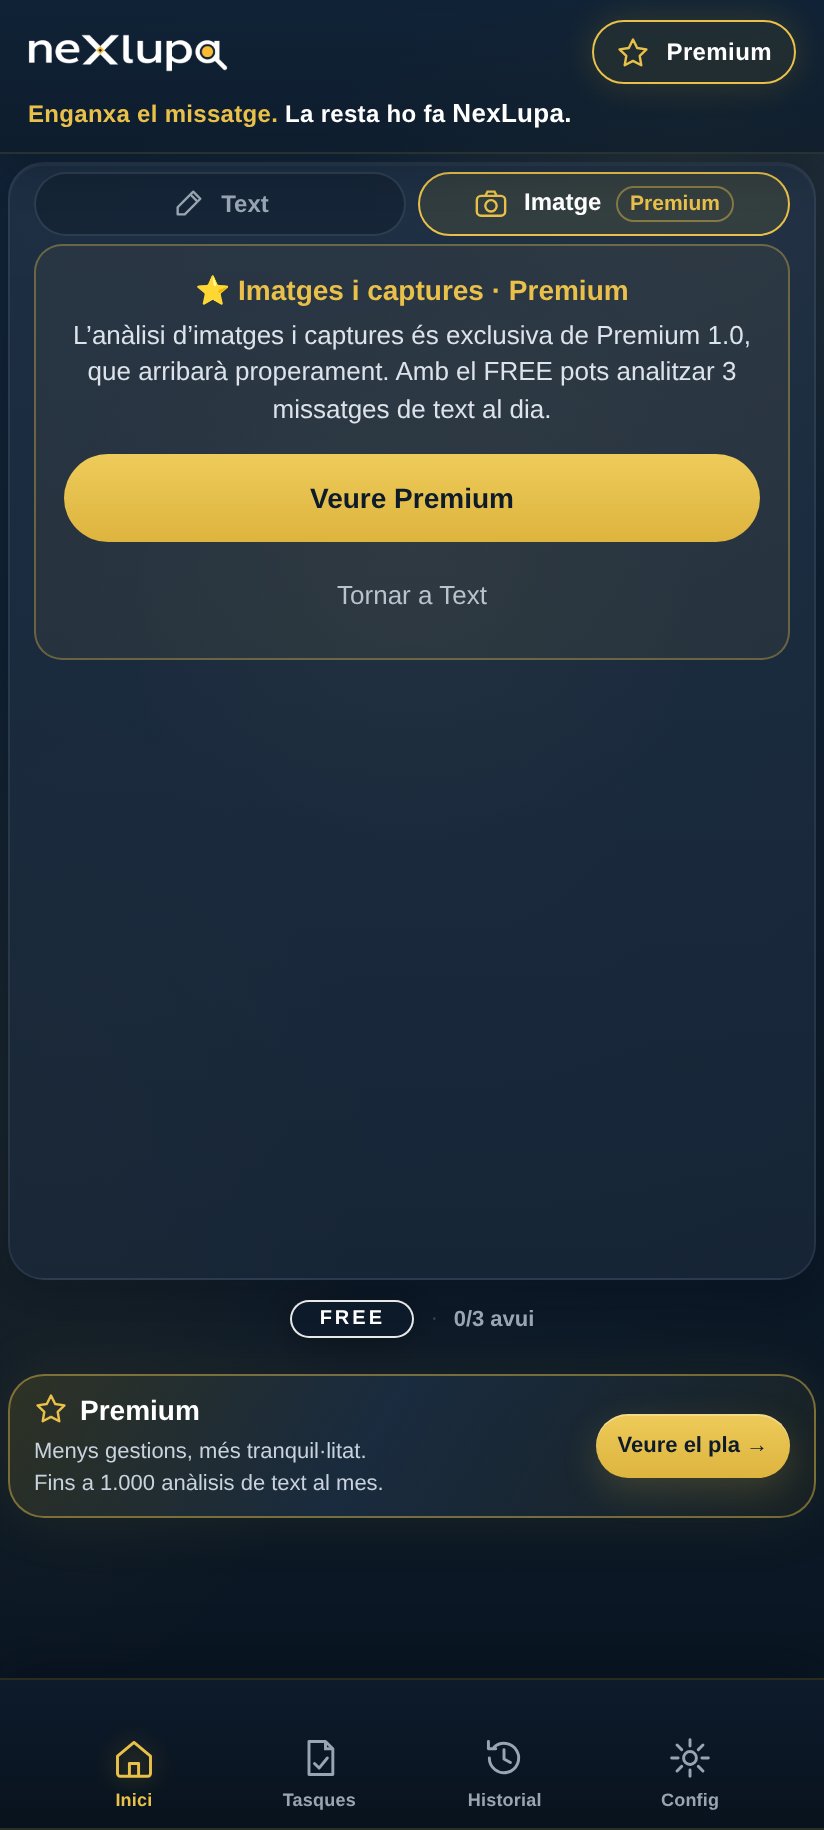 nexlupa
Premium
Enganxa el missatge. La resta ho fa NexLupa.
Text
Imatge Premium
⭐ Imatges i captures · Premium
L’anàlisi d’imatges i captures és exclusiva de Premium 1.0,
que arribarà properament. Amb el FREE pots analitzar 3
missatges de text al dia.
Veure Premium
Tornar a Text
FREE · 0/3 avui
Premium
Menys gestions, més tranquil·litat.
Fins a 1.000 anàlisis de text al mes.
Veure el pla →
Inici
Tasques
Historial
Config